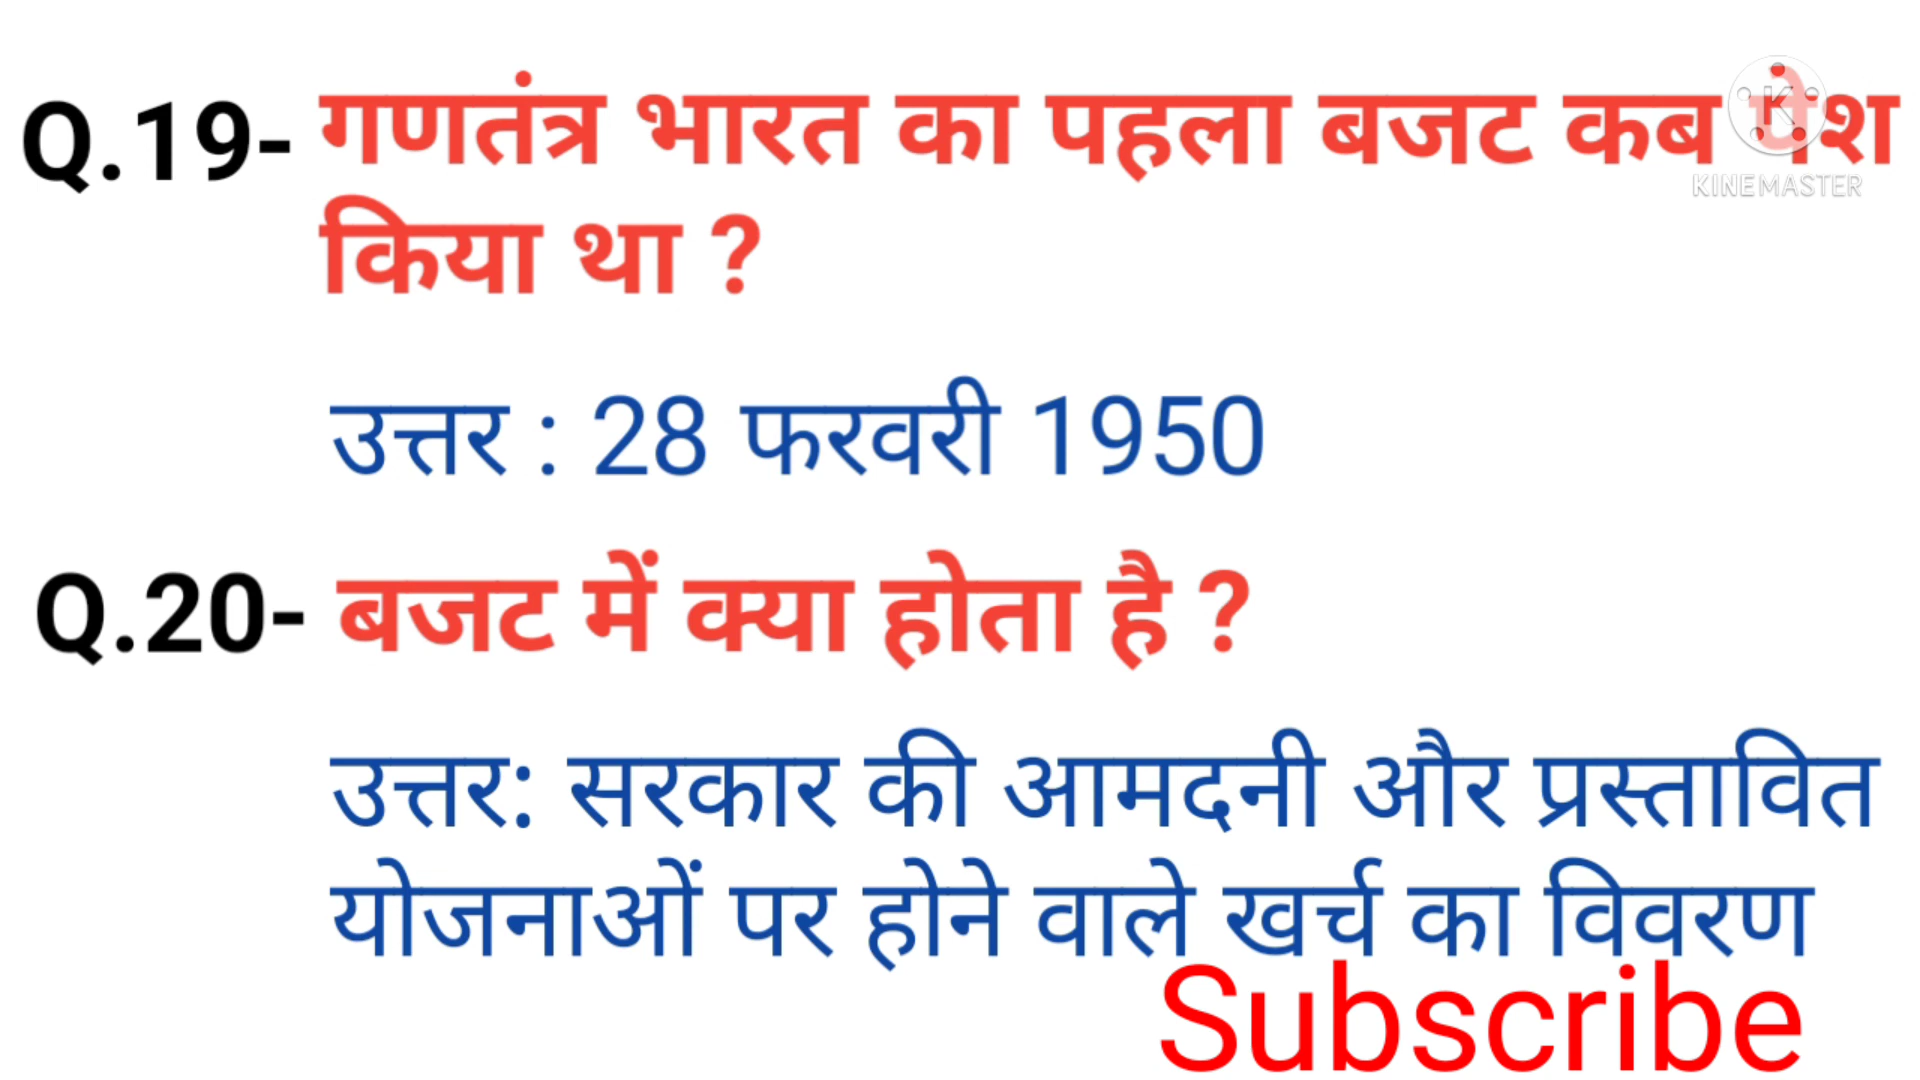 Q.19- गणतंत्र भारत का पहला बजट कब पेश
KINEMASTER
किया था ?
उत्तर : 28 फरवरी 1950
Q.20- बजट में क्या होता है ?
उत्तर: सरकार की आमदनी और प्रस्तावित
योजनाओं पर होने वाले खर्च का विवरण
Subscribe